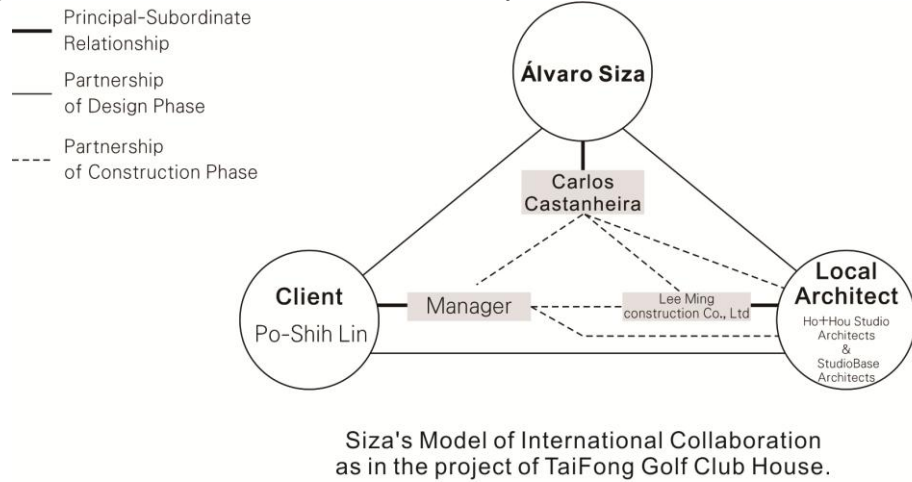 Principal-Subordinate
Relationship
Partnership
of Design Phase
Partnership
of Construction Phase
Álvaro Siza
Carlos
Castanheira
Client
Po-Shih Lin
Manager
Lee Ming
construction Co., Ltd
Local
Architect
Ho+Hou Studio
Architects
&
StudioBase
Architects
Siza's Model of International Collaboration
as in the project of TaiFong Golf Club House.